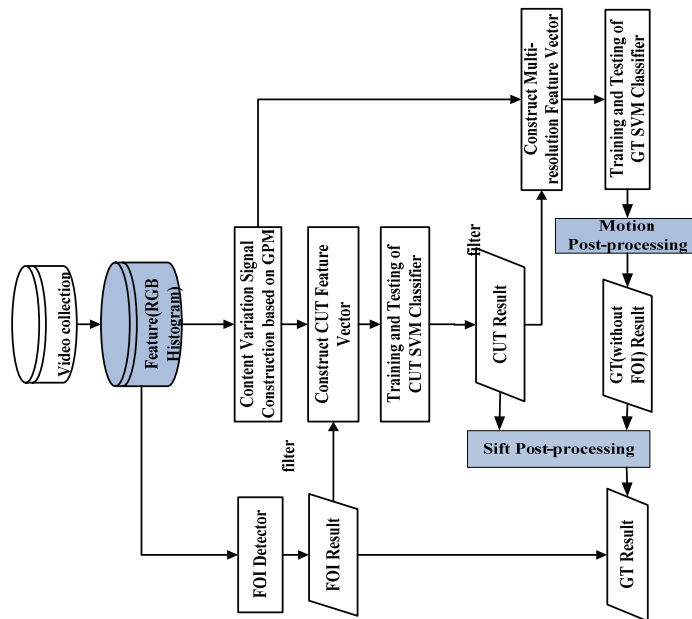 Video collection
Feature(RGB
Histogram)
Content Variation Signal
Construction based on GPM
Construct CUT Feature
Vector
Training and Testing of
CUT SVM Classifier
filter
CUT Result
Construct Multi-
resolution Feature Vector
Training and Testing of
GT SVM Classifier
Motion
Post-processing
GT(without
FOI) Result
Sift Post-processing
filter
FOI Detector
FOI Result
GT Result